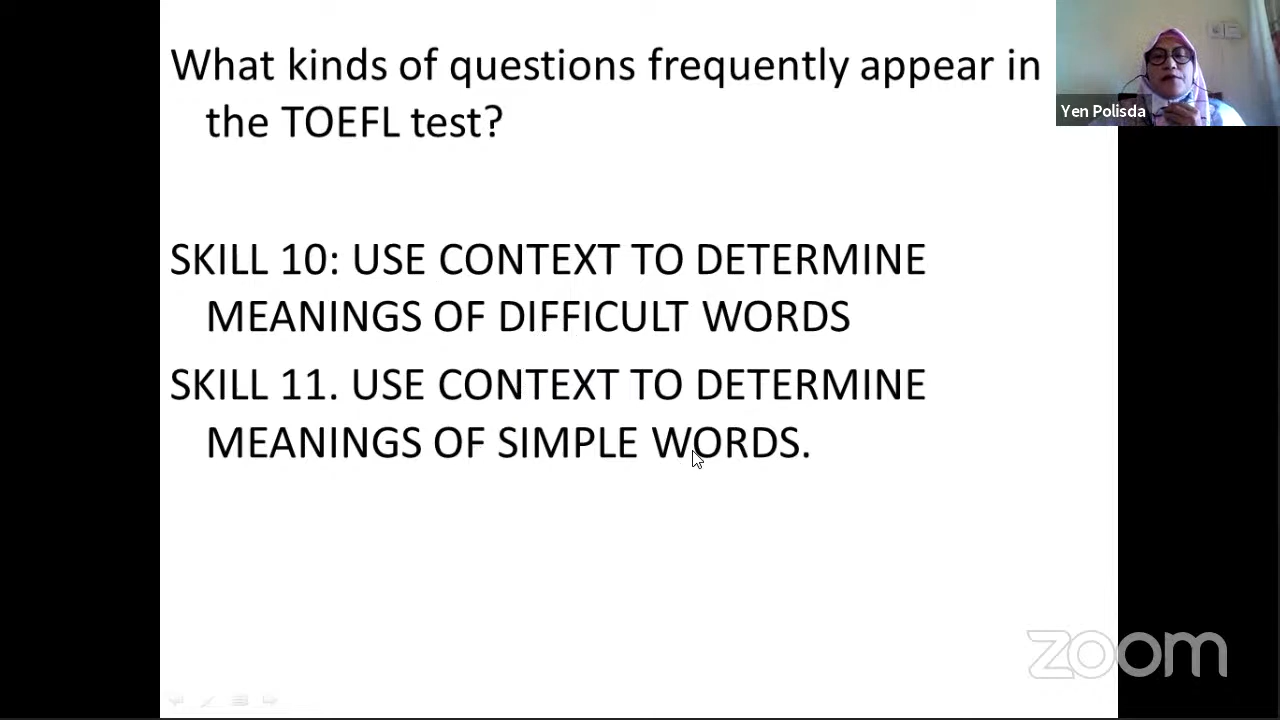 What kinds of questions frequently appear in
the TOEFL test?
Yen Polisda
SKILL 10: USE CONTEXT TO DETERMINE
MEANINGS OF DIFFICULT WORDS
SKILL 11. USE CONTEXT TO DETERMINE
MEANINGS OF SIMPLE WORDS.
zoom